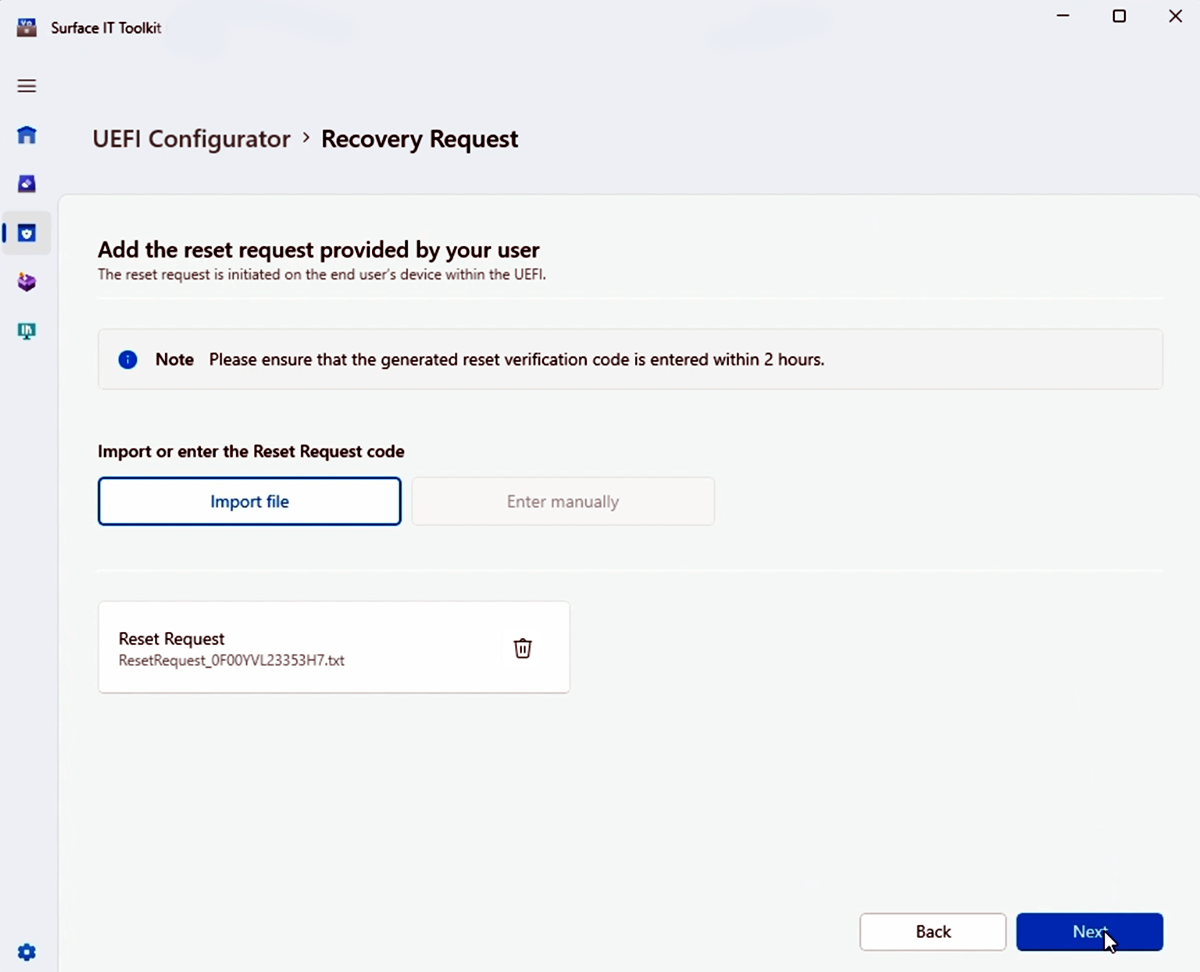 Surface IT Toolkit
UEFI Configurator > Recovery Request
Add the reset request provided by your user
The reset request is initiated on the end user's device within the UEFI.
Note Please ensure that the generated reset verification code is entered within 2 hours.
Import or enter the Reset Request code
Import file Enter manually
Reset Request
ResetRequest_0F00YVL23353H7.txt
Back Next